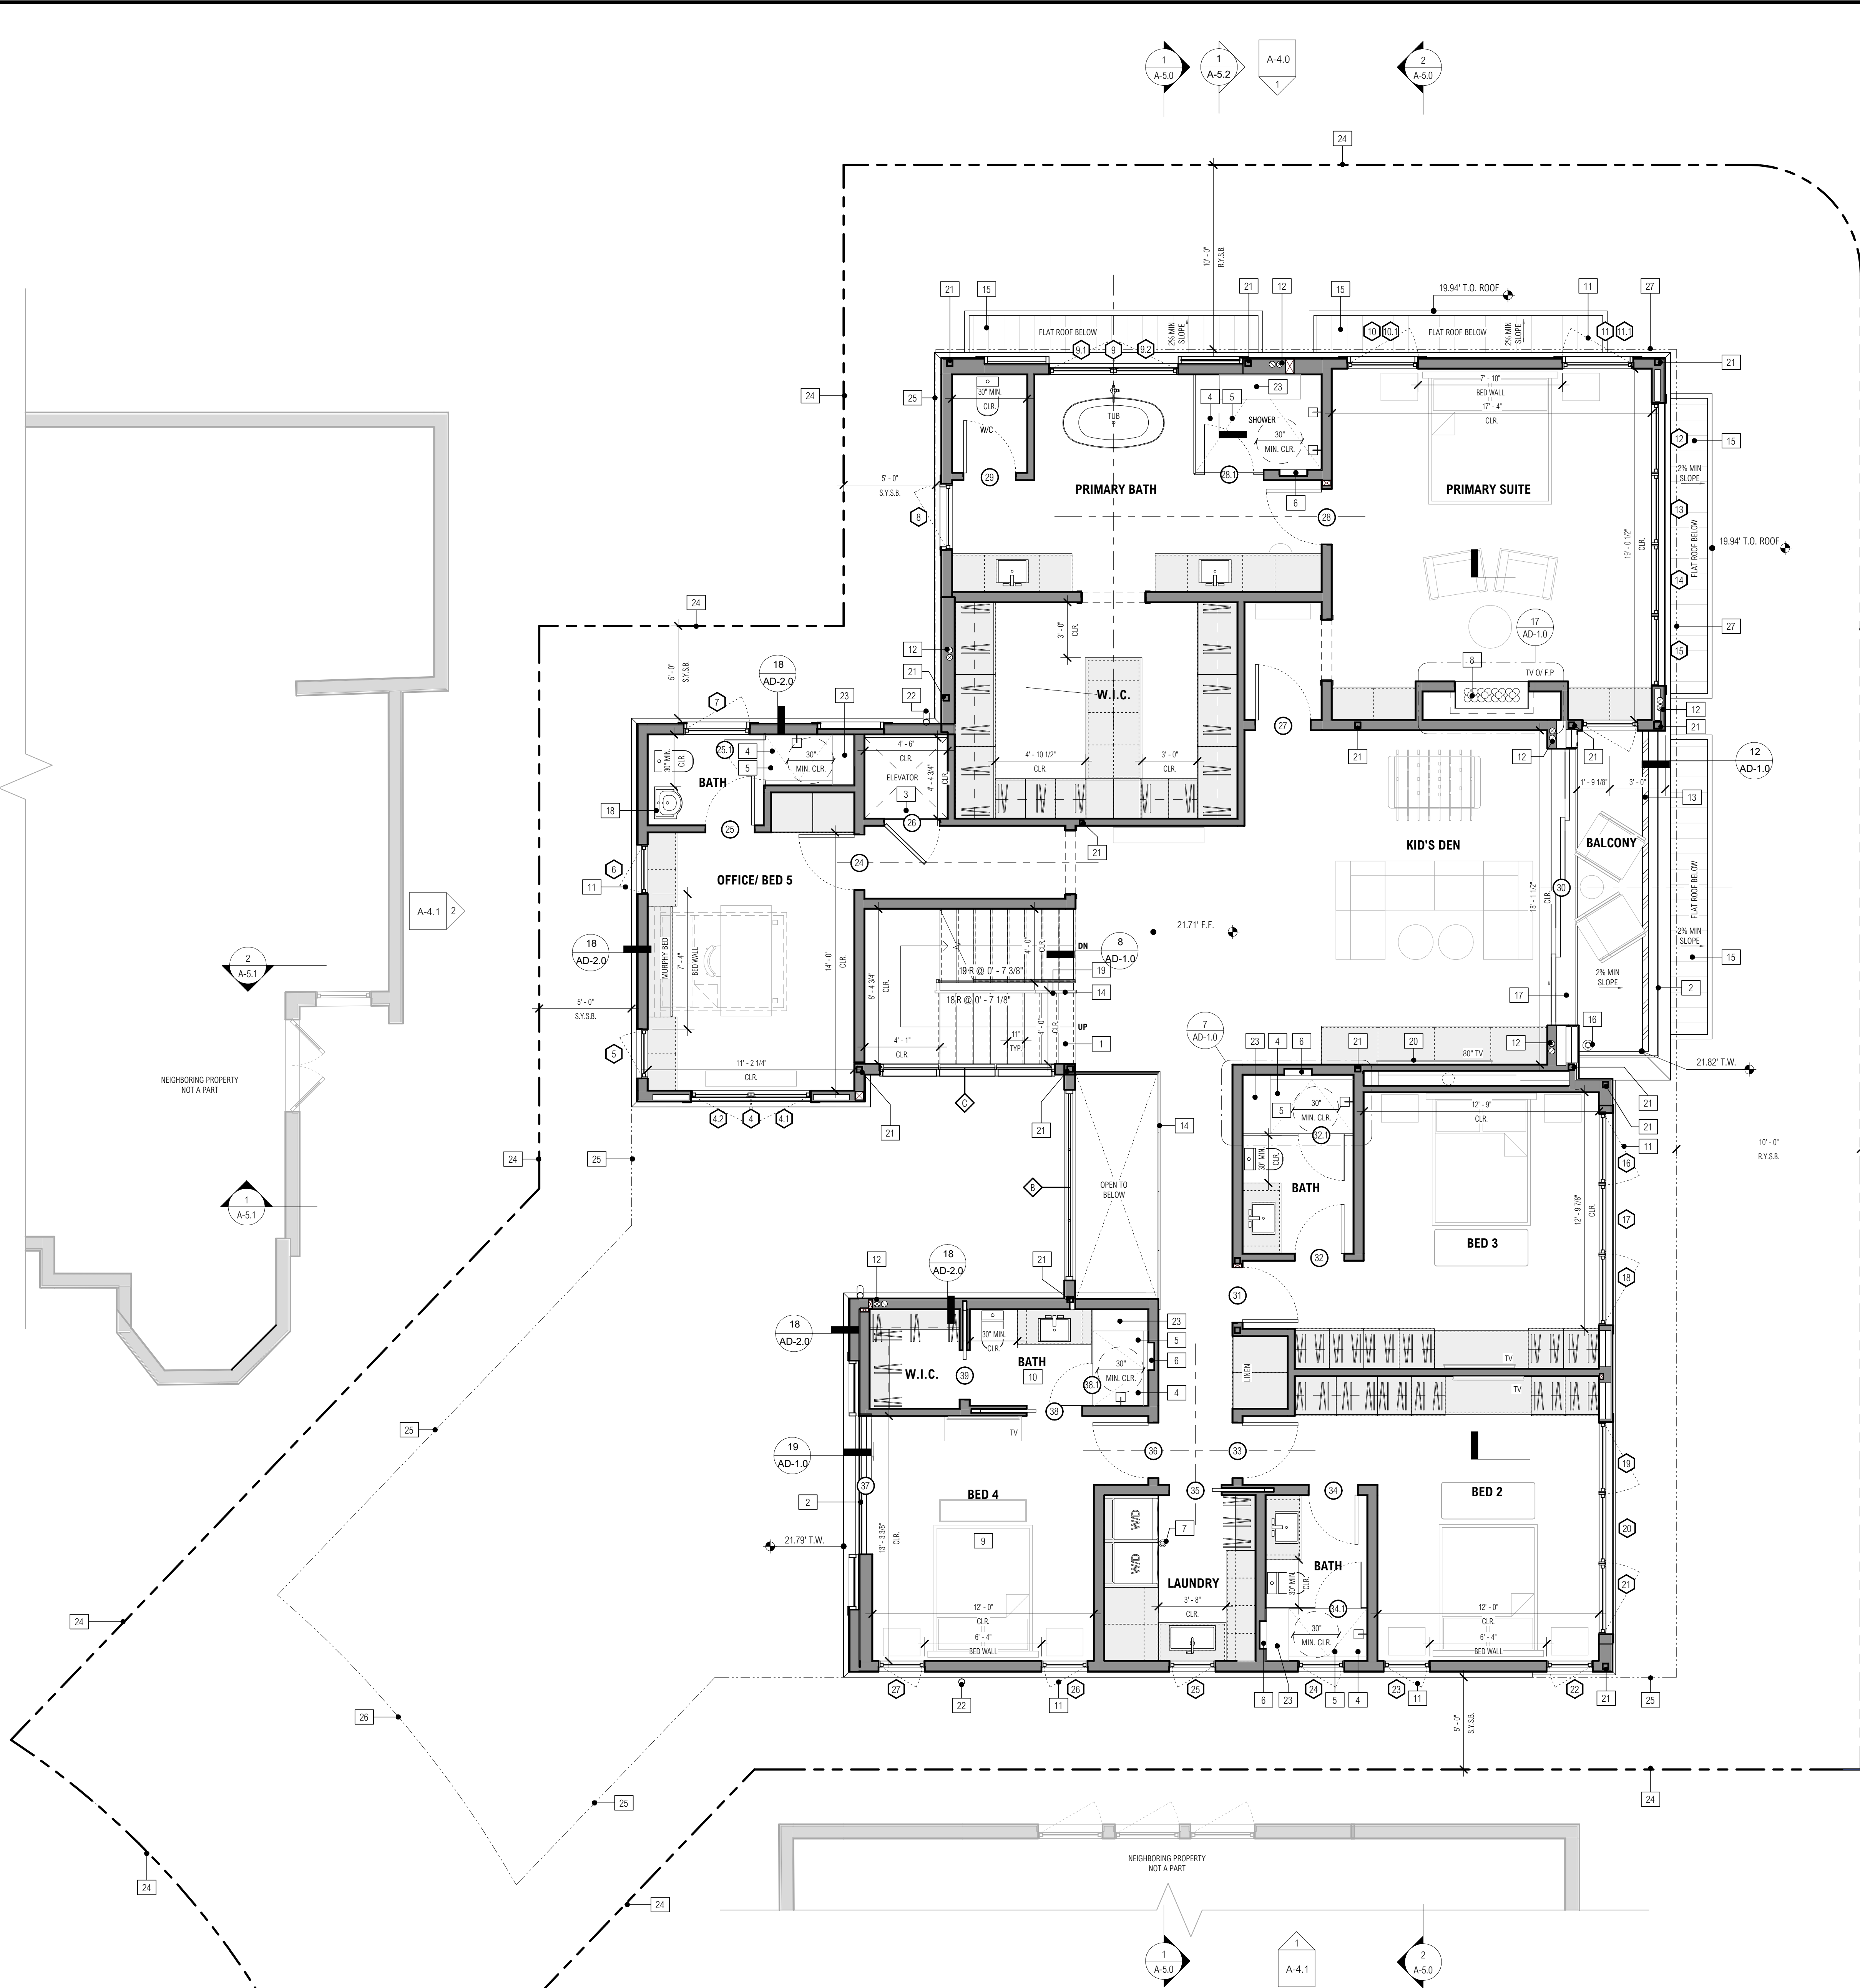 1
A-5.0
1
A-5.2
A-4.0
1
2
A-5.0
24
10' - 0"
R.Y.S.B.
21
15
21
12
15
19.94' T.O. ROOF
11
27
FLAT ROOF BELOW
2% MIN
SLOPE
10
10.1
FLAT ROOF BELOW
2% MIN
SLOPE
11
11.1
9.1
9
9.2
21
24
25
30" MIN.
CLR.
W/C
TUB
4
5
23
SHOWER
30"
MIN. CLR.
7' - 10"
BED WALL
17' - 4"
CLR.
12
15
2% MIN
SLOPE
5' - 0"
S.Y.S.B.
29
28.1
6
PRIMARY BATH
PRIMARY SUITE
8
28
13
19' - 0 1/2"
CLR.
FLAT ROOF BELOW
19.94' T.O. ROOF
14
24
3' - 0"
CLR.
17
AD-1.0
27
5' - 0"
S.Y.S.B.
12
15
18
AD-2.0
21
8
TV O/ F.P
W.I.C.
7
23
22
27
12
21
25.1
4
30"
MIN. CLR.
5
30" MIN.
CLR.
BATH
4' - 6"
CLR.
ELEVATOR
4' - 4 3/4"
CLR.
3
4' - 10 1/2"
CLR.
3' - 0"
CLR.
21
12
21
12
AD-1.0
1' - 9 1/8"
3' - 0"
13
18
25
26
21
KID'S DEN
BALCONY
24
6
11
OFFICE/ BED 5
30
18' - 1 1/2"
CLR.
FLAT ROOF BELOW
A-4.1
2
MURPHY BED
7' - 4"
BED WALL
14' - 0"
CLR.
21.71' F.F.
18
AD-2.0
4' - 0"
CLR.
DN
8
AD-1.0
2% MIN
SLOPE
2
A-5.1
8' - 4 3/4"
CLR.
19 R @ 0' - 7 3/8"
19
2% MIN
SLOPE
15
18 R @ 0' - 7 1/8"
14
17
2
5' - 0"
S.Y.S.B.
4' - 0"
CLR.
UP
7
AD-1.0
16
4' - 1"
CLR.
11"
TYP.
1
23
4
6
21
20
80" TV
12
5
11' - 2 1/4"
CLR.
21.82' T.W.
NEIGHBORING PROPERTY
NOT A PART
C
30"
MIN. CLR.
5
12' - 9"
CLR.
21
4.2
4
4.1
21
21
14
32.1
21
11
10' - 0"
R.Y.S.B.
24
25
30" MIN.
CLR.
16
1
A-5.1
B
OPEN TO
BELOW
BATH
12' - 9 7/8"
CLR.
17
BED 3
12
18
AD-2.0
21
32
18
31
18
AD-2.0
23
30" MIN.
CLR.
5
BATH
6
30"
MIN. CLR.
W.I.C.
39
10
38.1
4
LINEN
TV
TV
38
25
TV
19
AD-1.0
36
33
19
37
BED 4
35
34
BED 2
2
W/D
7
20
21.79' T.W.
9
13' - 3 3/8"
CLR.
W/D
BATH
30" MIN.
CLR.
LAUNDRY
21
3' - 8"
CLR.
34.1
24
12' - 0"
CLR.
30"
MIN. CLR.
12' - 0"
CLR.
6' - 4"
BED WALL
6' - 4"
BED WALL
27
26
25
24
23
22
22
11
6
23
5
4
11
21
25
26
5' - 0"
S.Y.S.B.
25
24
NEIGHBORING PROPERTY
NOT A PART
24
24
1
A-5.0
1
A-4.1
2
A-5.0